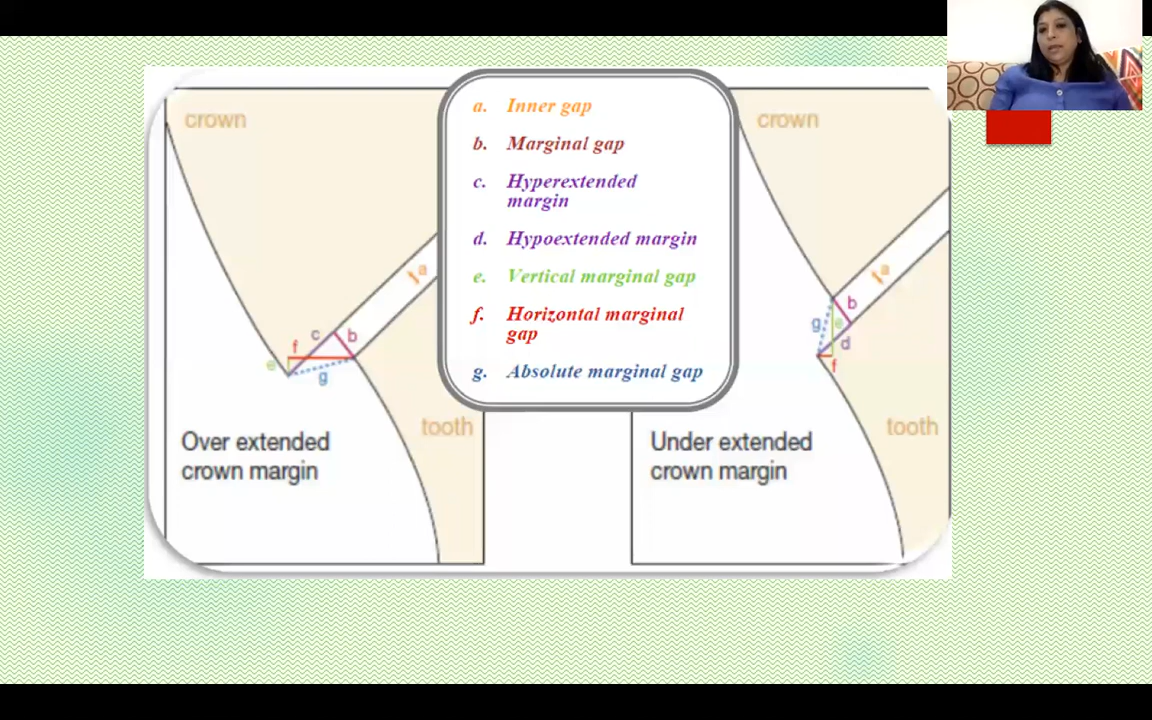 crown
a. Inner gap
b. Marginal gap
c. Hyperextended
margin
d. Hypoextended margin
e. Vertical marginal gap
f. Horizontal marginal
gap
g. Absolute marginal gap
crown
a
c
b
f
e
g
tooth
Over extended
crown margin
a
b
g
e
d
f
tooth
Under extended
crown margin